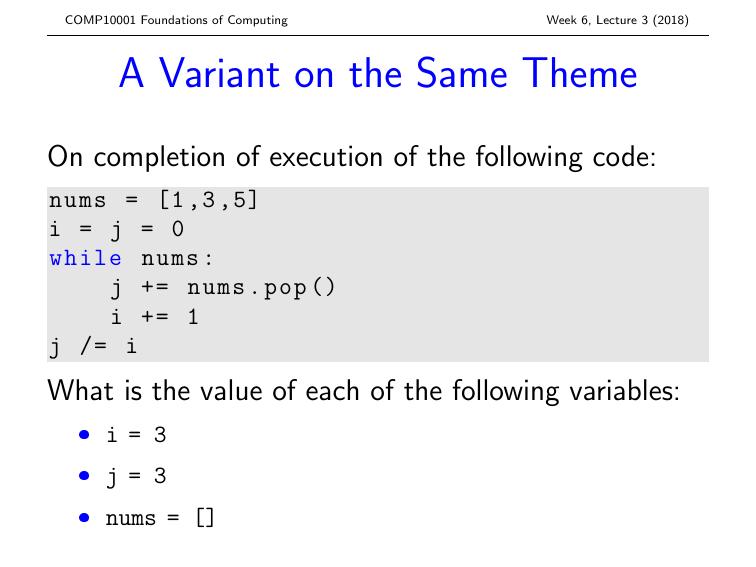 COMP10001 Foundations of Computing Week 6, Lecture 3 (2018)
A Variant on the Same Theme
On completion of execution of the following code:
nums = [1,3,5]
i = j = 0
while nums:
    j += nums.pop()
    i += 1
j /= i
What is the value of each of the following variables:
• i = 3
• j = 3
• nums = []